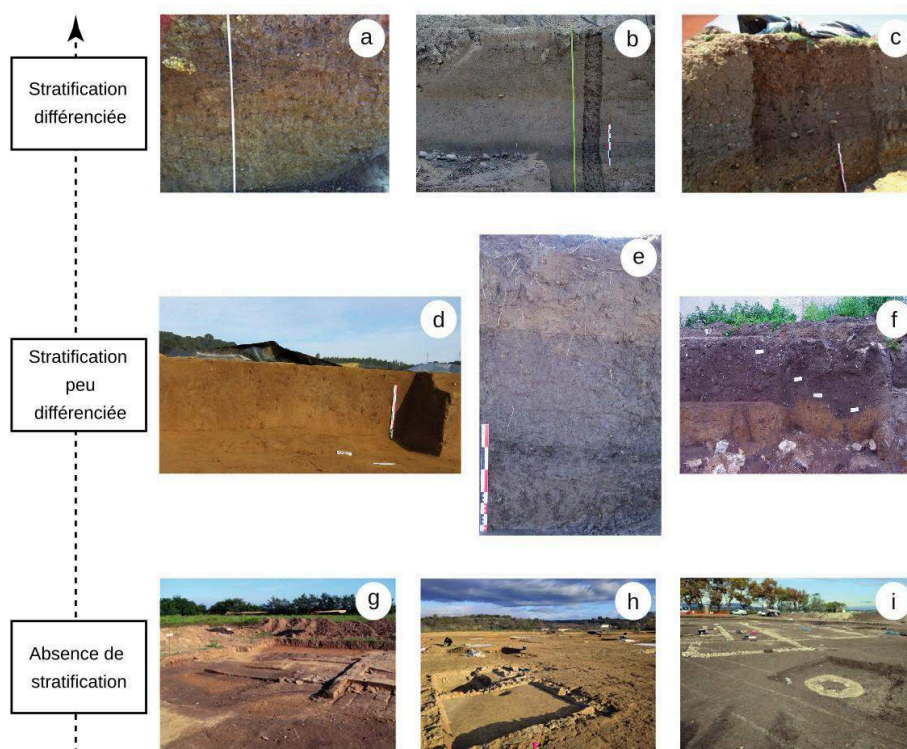 a
b
c
Stratification
différenciée
d
e
f
Stratification
peu
différenciée
g
h
i
Absence de
stratification